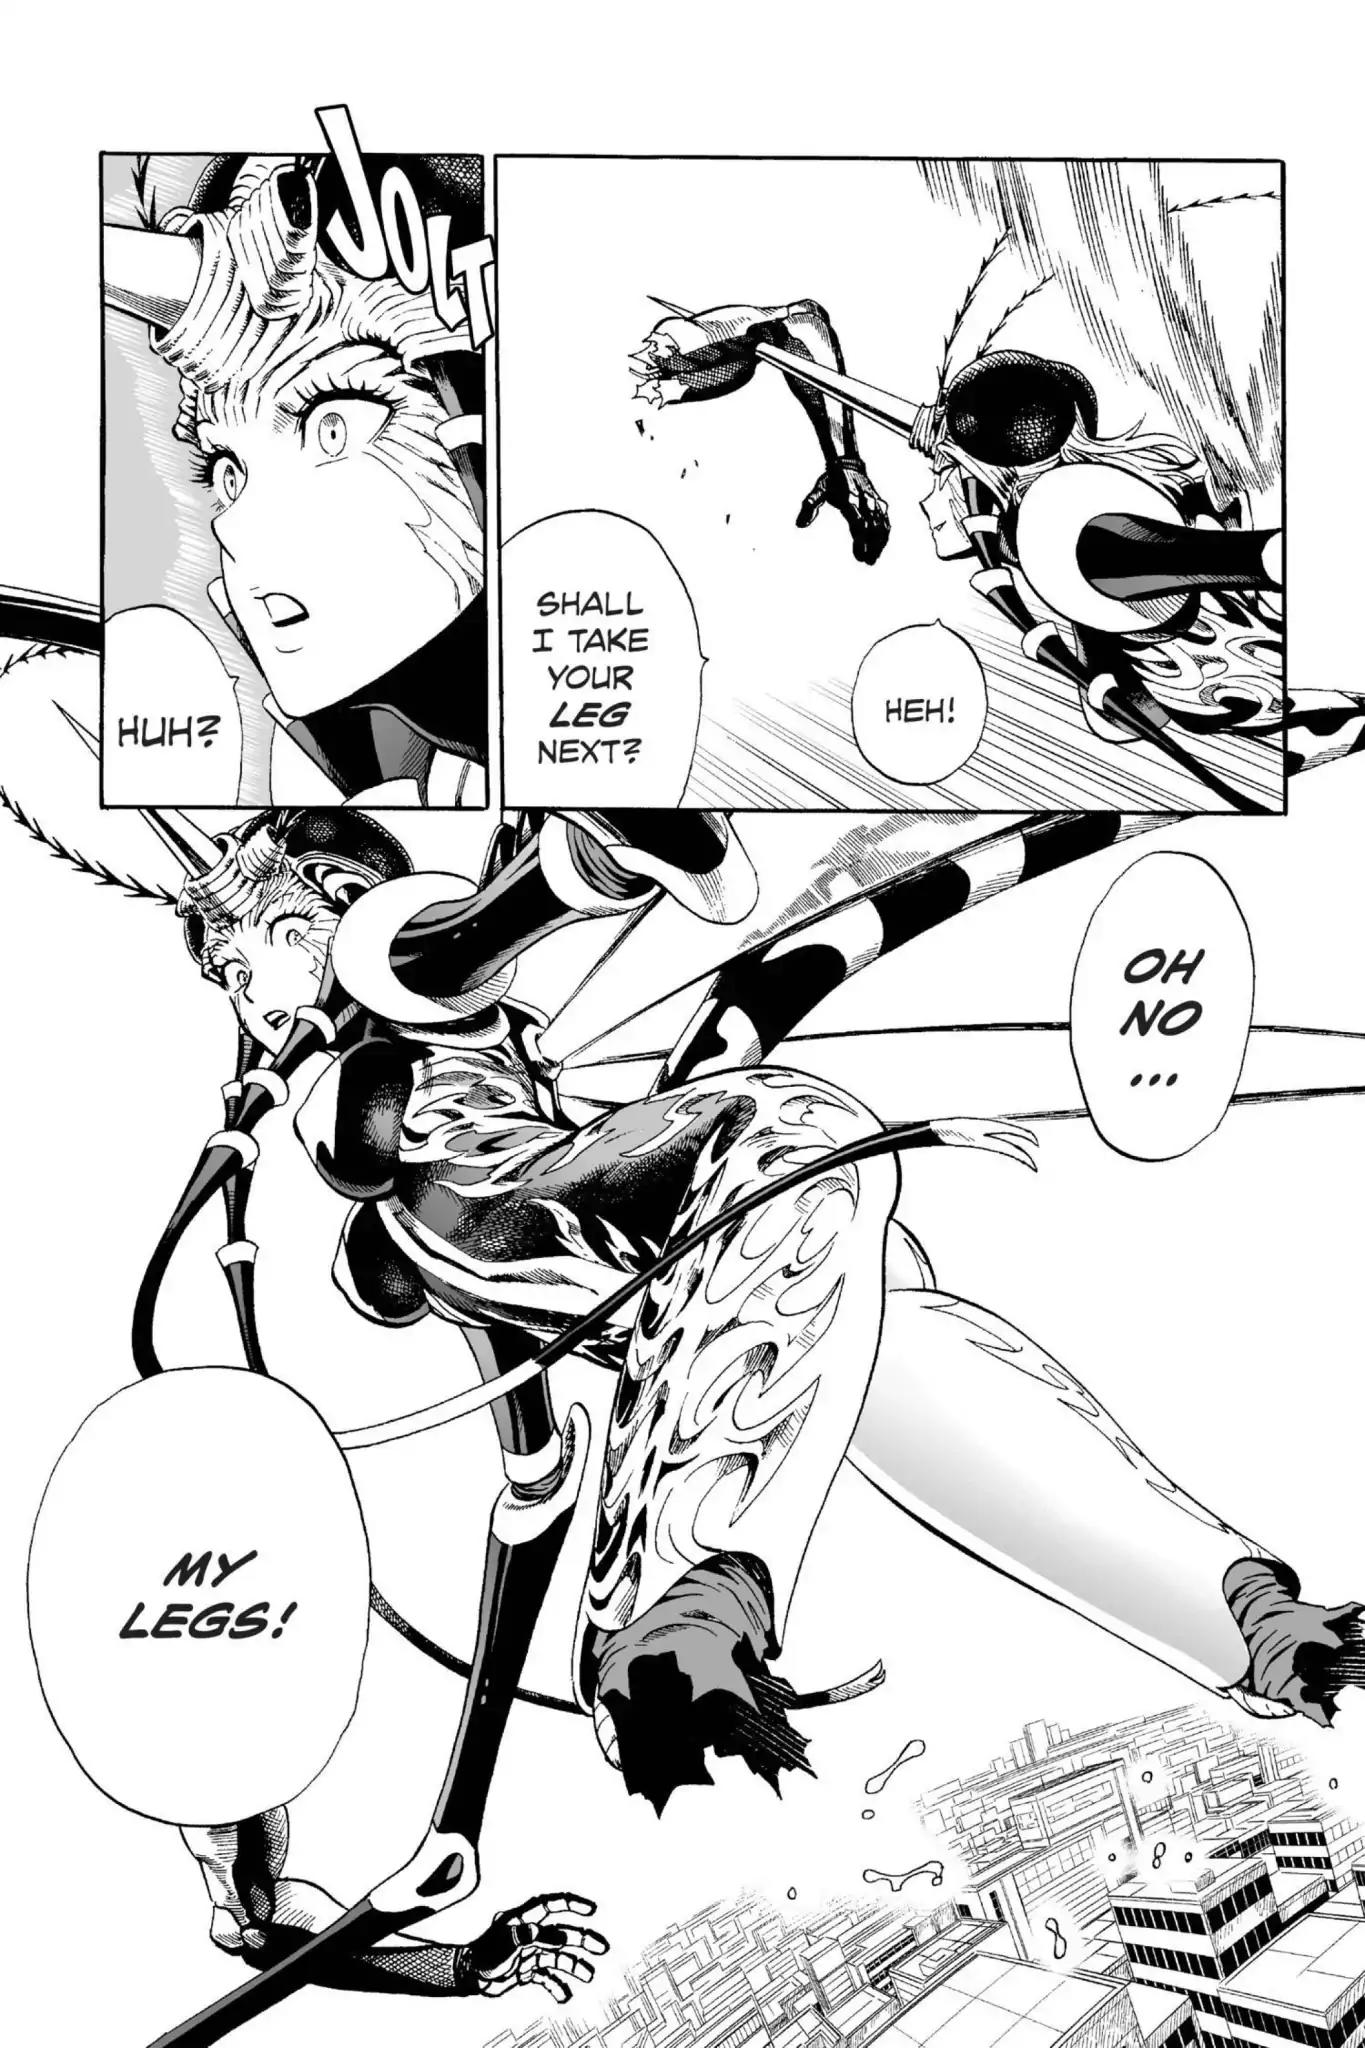 HEH!
SHALL
I TAKE
YOUR
LEG
NEXT?
JOLT
HUH?
OH
NO
...
MY
LEGS!